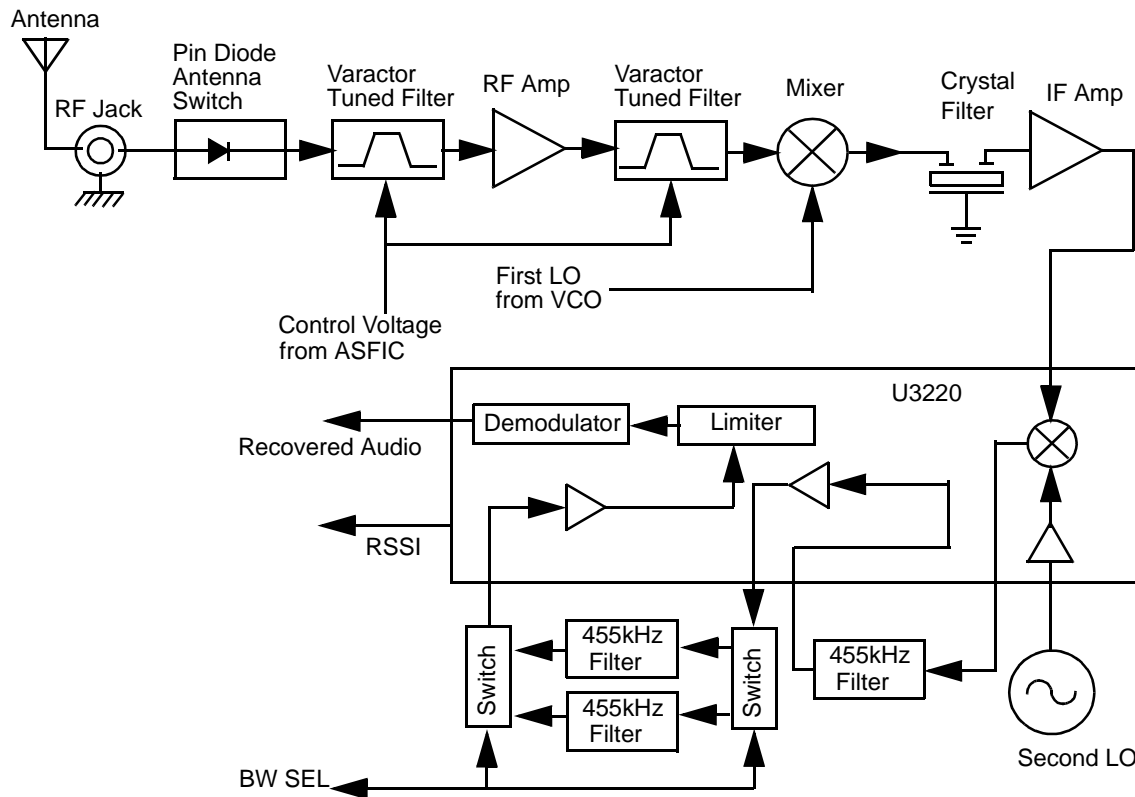 Antenna
RF Jack
Pin Diode
Antenna
Switch
Varactor
Tuned Filter
RF Amp
Varactor
Tuned Filter
Mixer
Crystal
Filter
IF Amp
First LO
from VCO
Control Voltage
from ASFIC
U3220
Demodulator
Limiter
Recovered Audio
RSSI
Switch
455kHz
Filter
455kHz
Filter
Switch
455kHz
Filter
BW SEL
Second LO